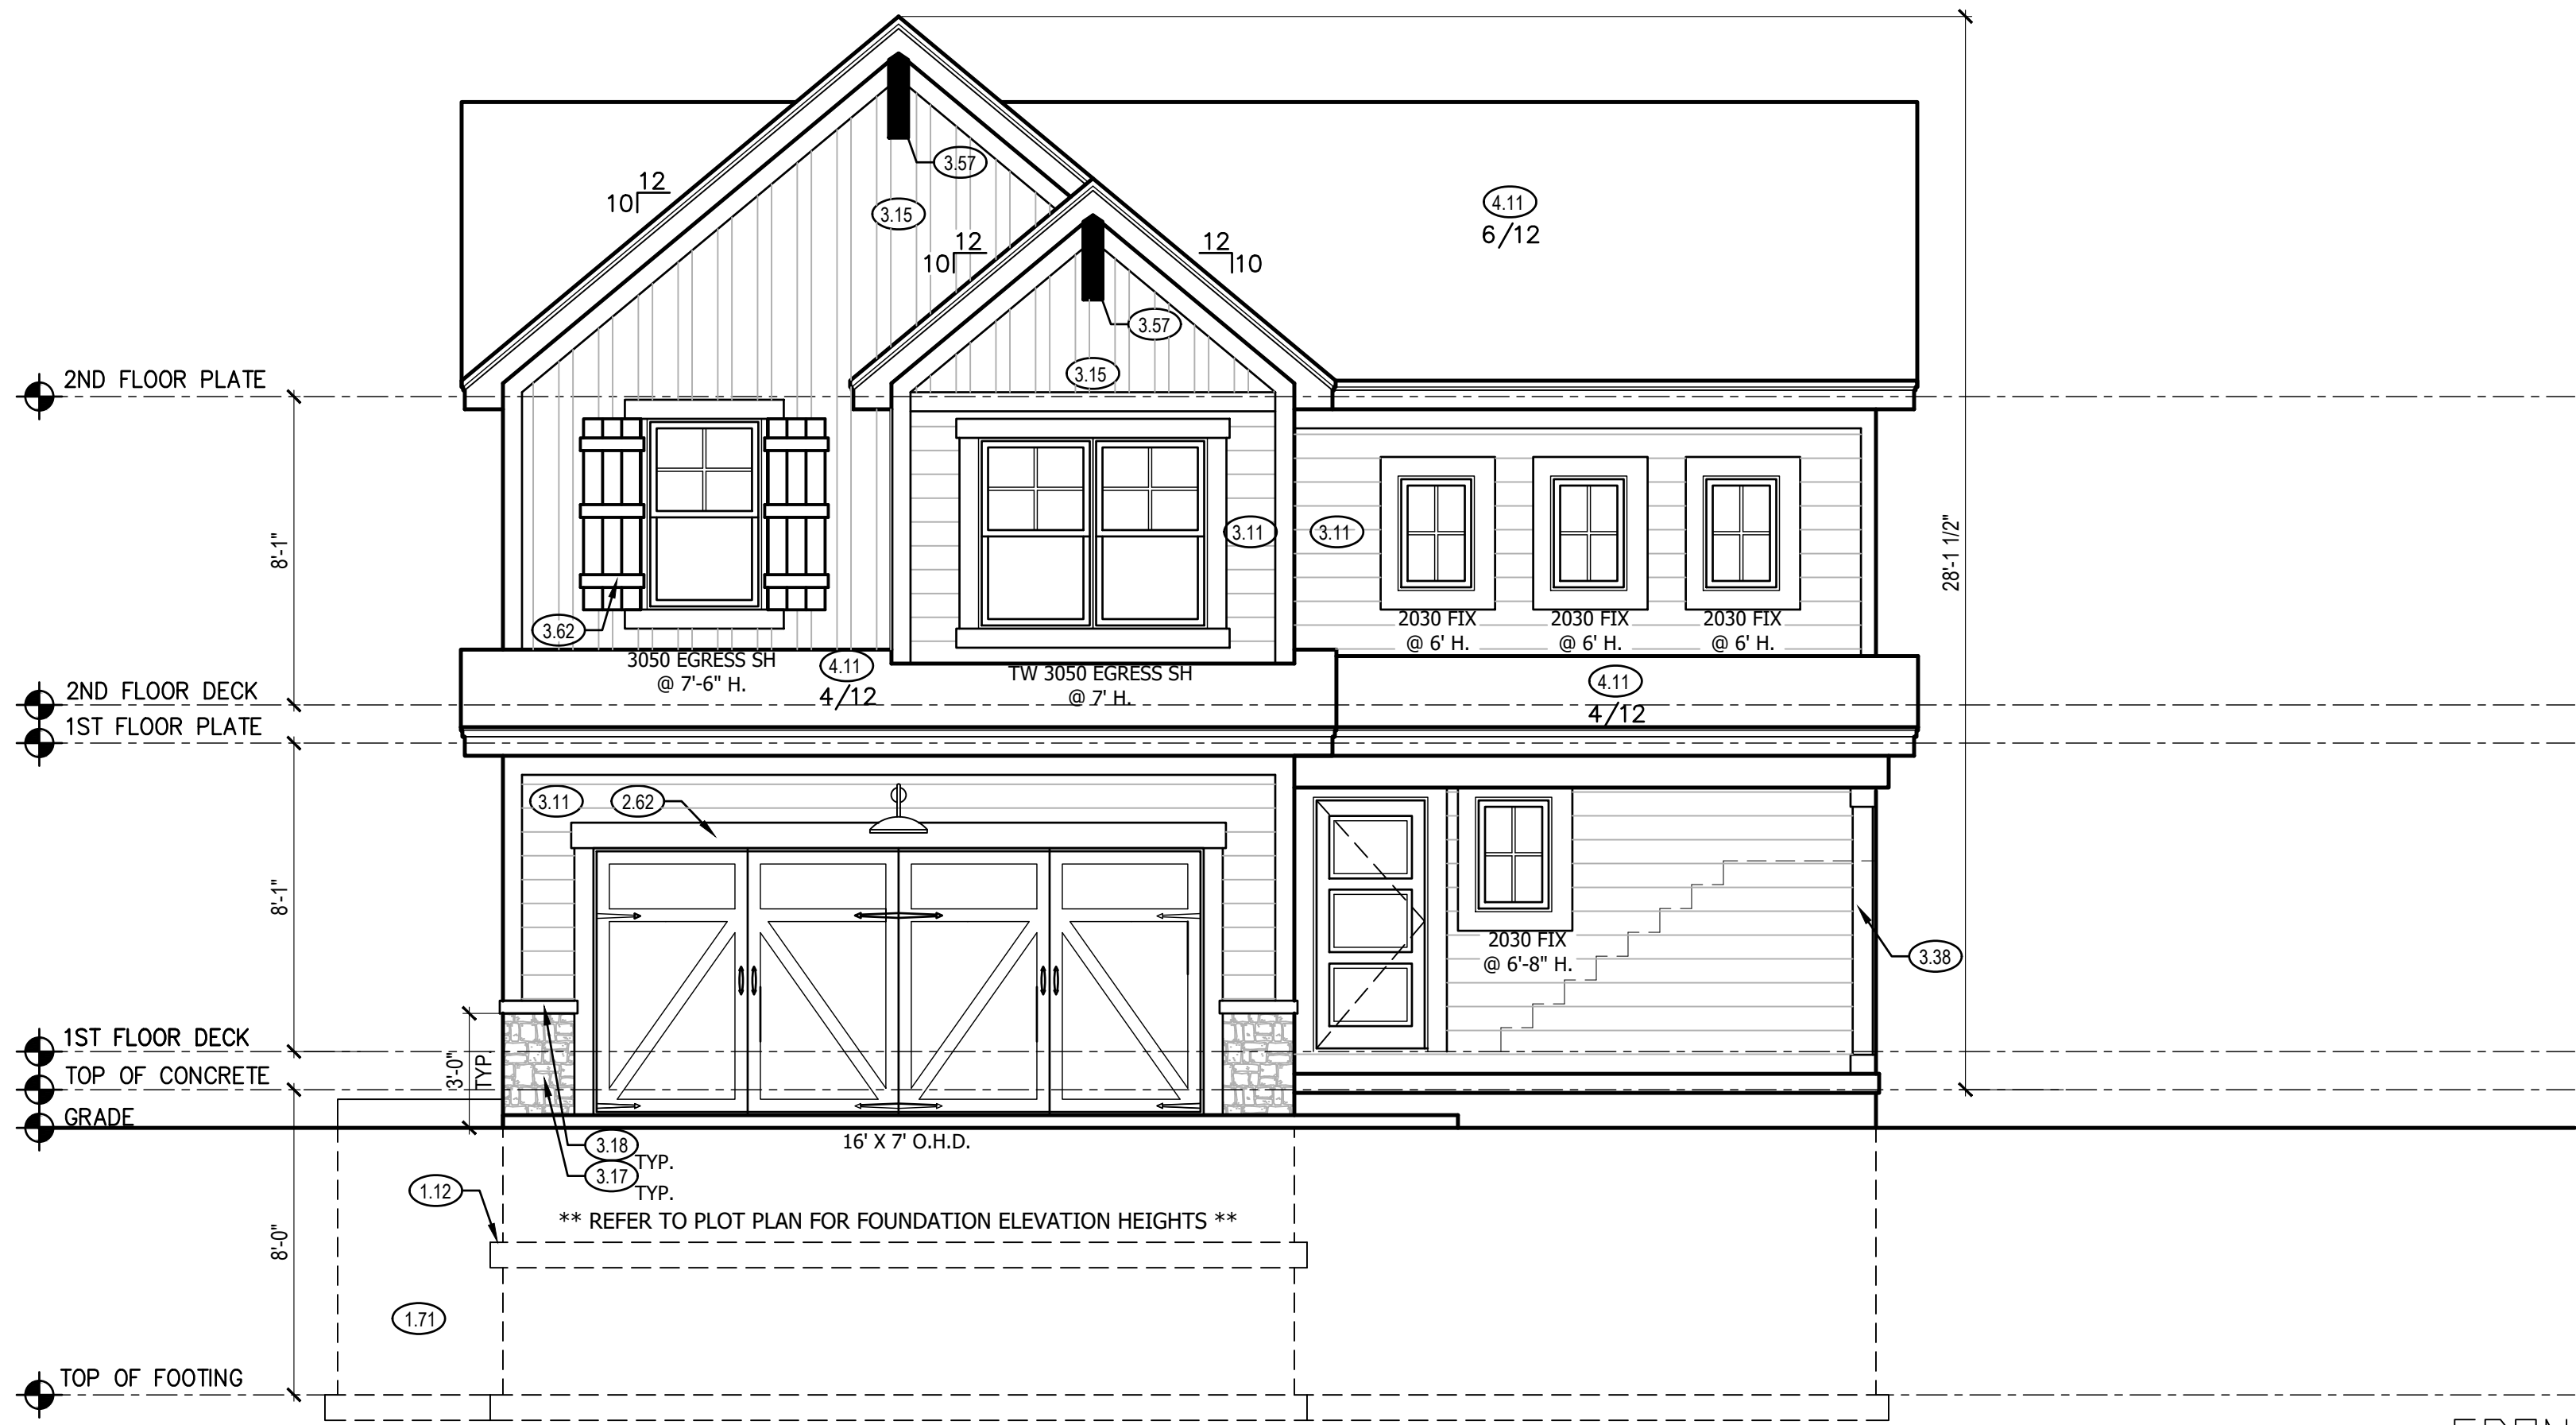 12
10
3.57
3.15
4.11
6/12
12
10
12
10
3.57
3.15
2ND FLOOR PLATE
8'-1"
28'-1 1/2"
3.11
3.11
3.62
2030 FIX
@ 6' H.
2030 FIX
@ 6' H.
2030 FIX
@ 6' H.
3050 EGRESS SH
@ 7'-6" H.
4.11
4/12
TW 3050 EGRESS SH
@ 7' H.
4.11
4/12
2ND FLOOR DECK
1ST FLOOR PLATE
3.11
2.62
8'-1"
2030 FIX
@ 6'-8" H.
3.38
1ST FLOOR DECK
TOP OF CONCRETE
GRADE
3'-0"
TYP.
3.18
TYP.
3.17
TYP.
16' X 7' O.H.D.
1.12
** REFER TO PLOT PLAN FOR FOUNDATION ELEVATION HEIGHTS **
8'-0"
1.71
TOP OF FOOTING